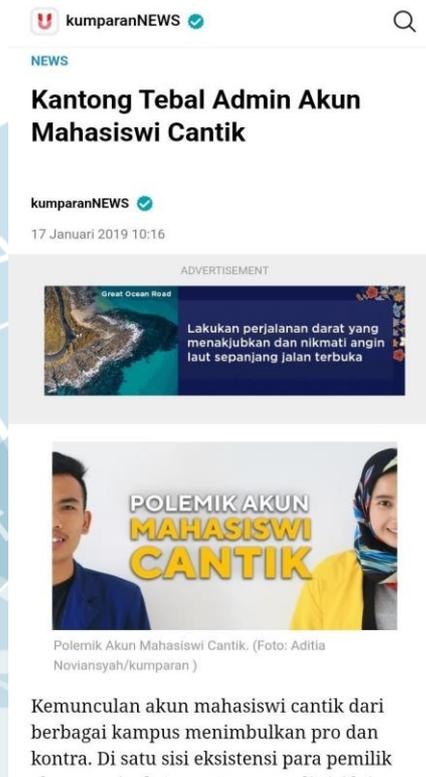 kumparanNEWS
NEWS
Kantong Tebal Admin Akun
Mahasiswi Cantik
kumparanNEWS
17 Januari 2019 10:16
ADVERTISEMENT
Great Ocean Road
Lakukan perjalanan darat yang
menakjubkan dan nikmati angin
laut sepanjang jalan terbuka
POLEMIK AKUN
MAHASISWI
CANTIK
Polemik Akun Mahasiswi Cantik. (Foto: Aditia
Noviansyah/kumparan )
Kemunculan akun mahasiswi cantik dari
berbagai kampus menimbulkan pro dan
kontra. Di satu sisi eksistensi para pemilik